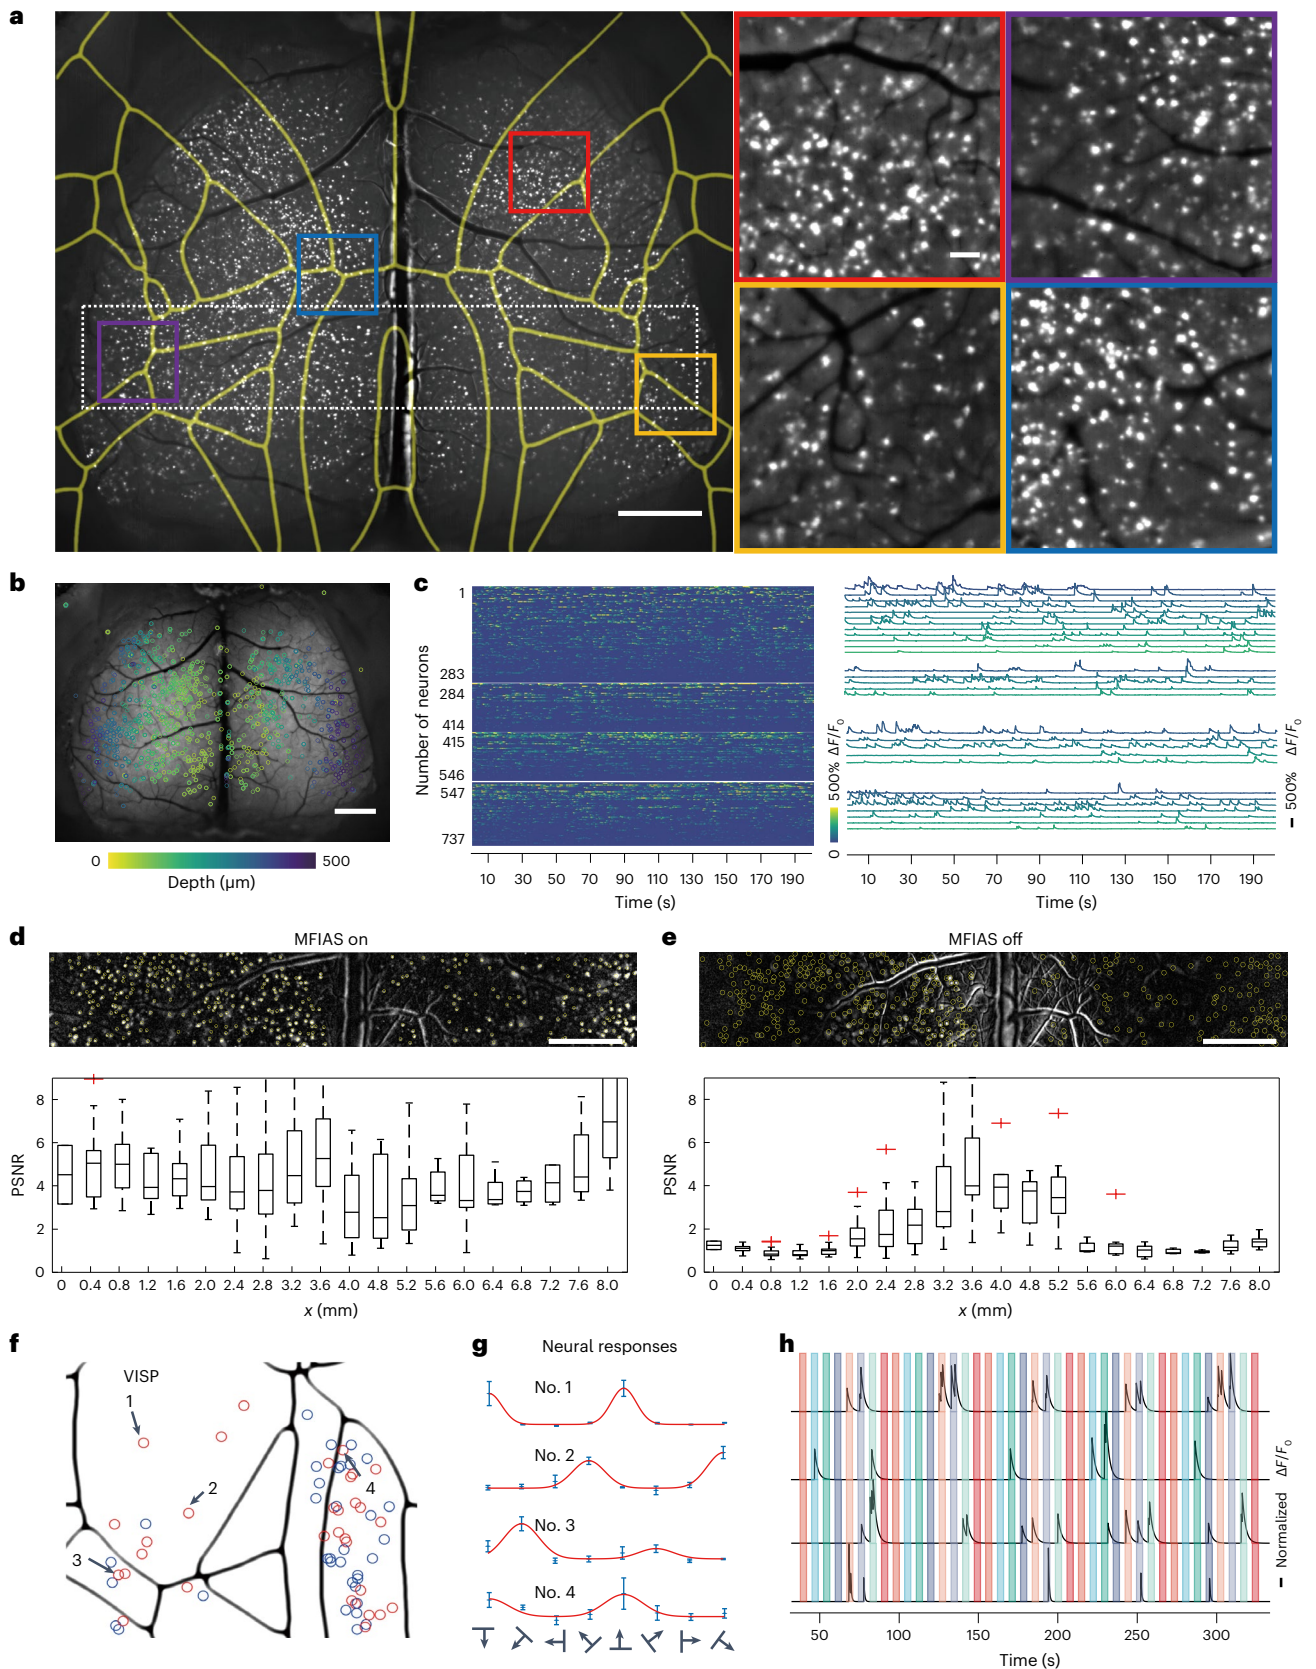 a
b
0 500
Depth (µm)
c
Number of neurons
1
283
284
414
415
546
547
737
10 30 50 70 90 110 130 150 170 190
Time (s)
0 500% ΔF/F0
10 30 50 70 90 110 130 150 170 190
Time (s)
500% ΔF/F0
d
MFIAS on
PSNR
8
6
4
2
0
0 0.4 0.8 1.2 1.6 2.0 2.4 2.8 3.2 3.6 4.0 4.8 5.2 5.6 6.0 6.4 6.8 7.2 7.6 8.0
x (mm)
e
MFIAS off
PSNR
8
6
4
2
0
0 0.4 0.8 1.2 1.6 2.0 2.4 2.8 3.2 3.6 4.0 4.8 5.2 5.6 6.0 6.4 6.8 7.2 7.6 8.0
x (mm)
f
VISP
1
2
3
4
g
Neural responses
No. 1
No. 2
No. 3
No. 4
h
Normalized ΔF/F0
50 100 150 200 250 300
Time (s)